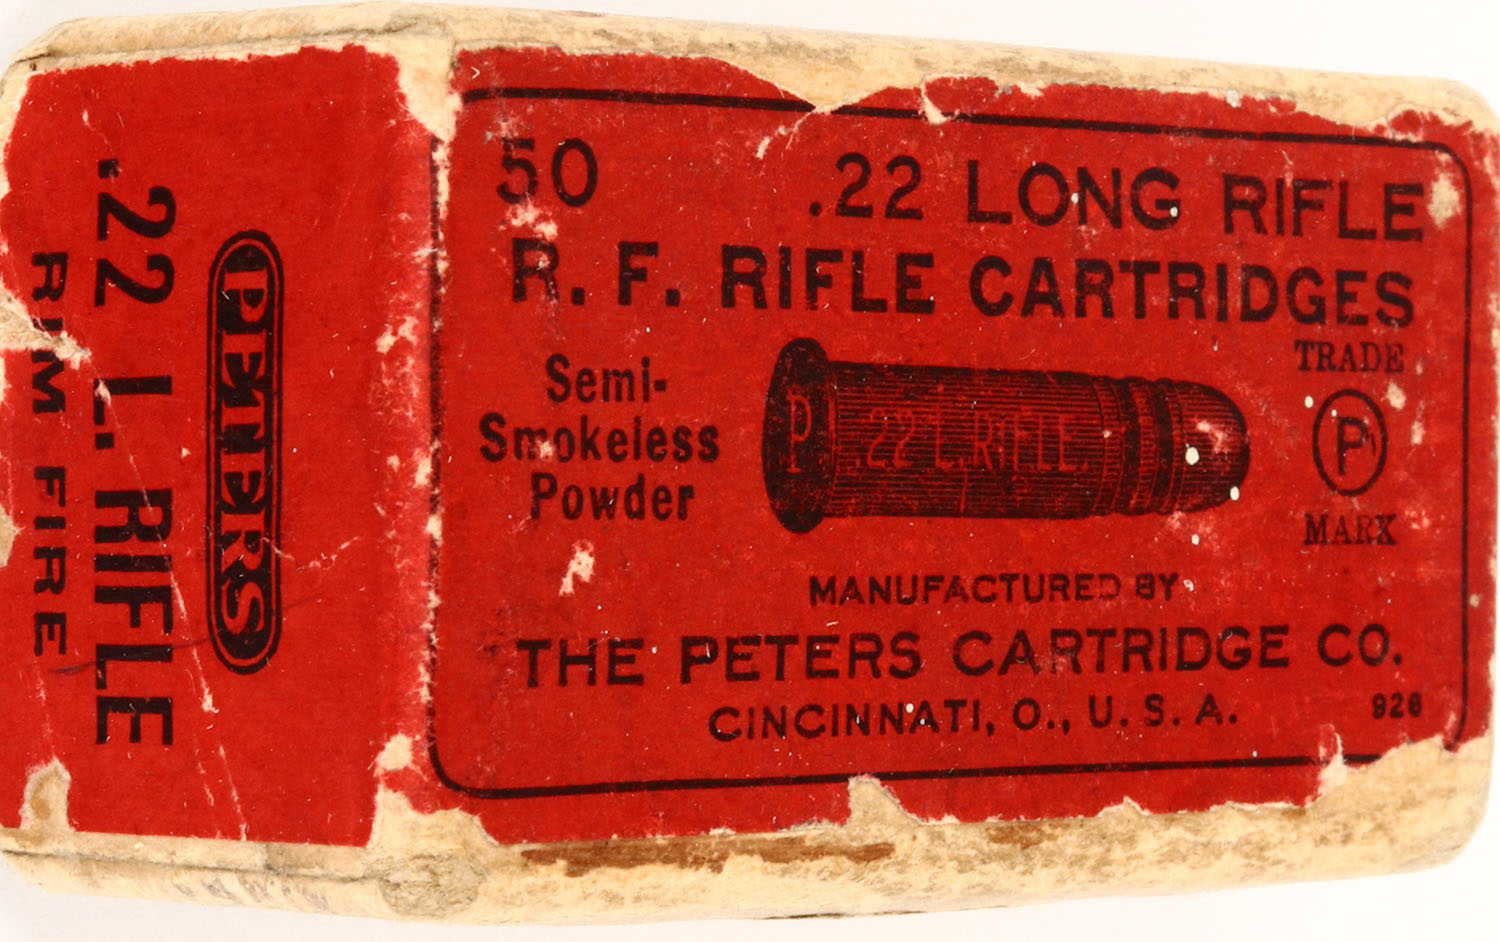 .22 L. RIFLE
RIM FIRE
PETERS
50 .22 LONG RIFLE
R. F. RIFLE CARTRIDGES
Semi-
Smokeless
Powder
P .22 L.RIFLE.
TRADE
P
MARK
MANUFACTURED BY
THE PETERS CARTRIDGE CO.
CINCINNATI, O., U. S. A.
926